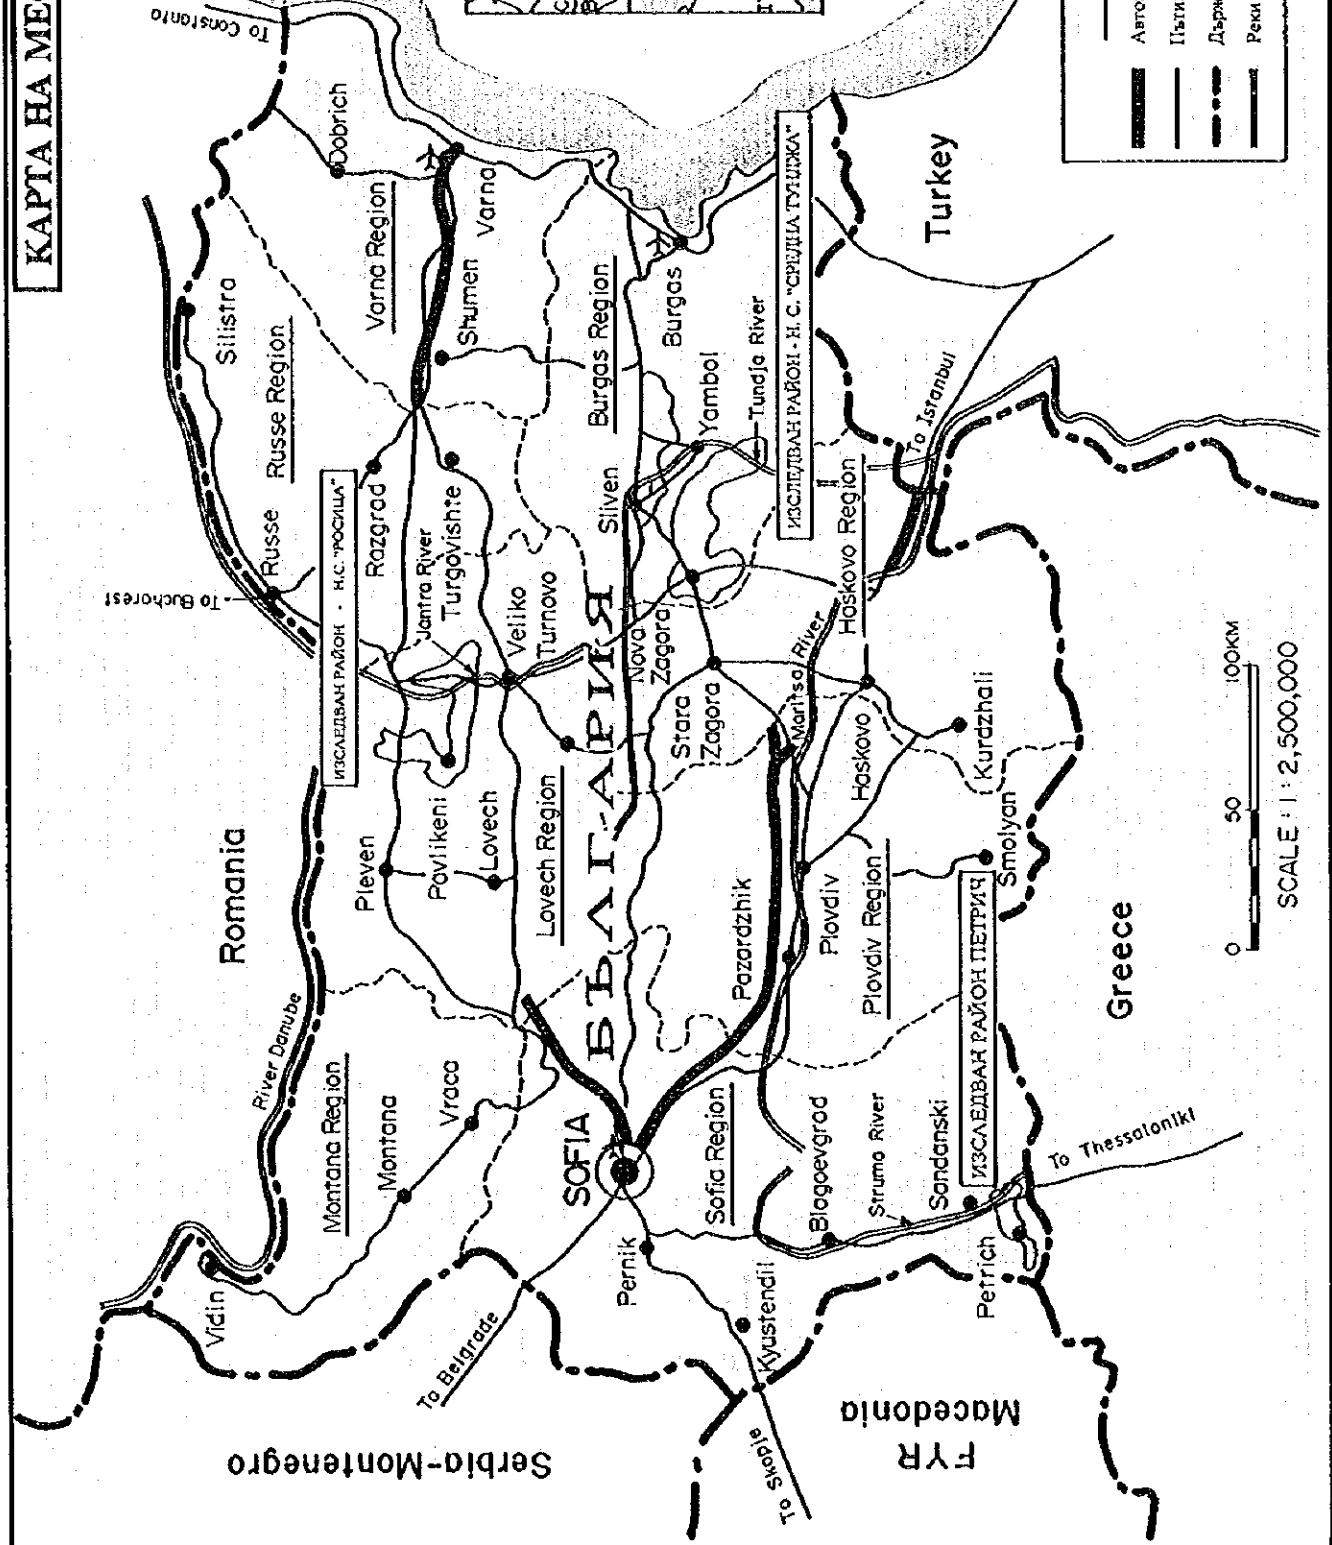 КАРТА НА МЕ
To Constanta
Dobrich
Varna Region
Varna
Silistra
Shumen
Russe Region
Russe
To Bucharest
Razgrad
Turgovishte
Jantra River
ИЗСЛЕДВАН РАЙОН - Н.С. "РОСИЦА"
Veliko
Turnovo
Burgas Region
Burgas
Yambol
Tundja River
Sliven
ИЗСЛЕДВАН РАЙОН - Н. С. "СРЕДНА ТУНДЖА"
Turkey
To Istanbul
Haskovo Region
Nova
Zagora
Stara
Zagora
Maritsa River
Haskovo
Kurdzhali
БЪЛГАРИЯ
Romania
Pleven
Pavlikeni
Lovech
Lovech Region
Pazardzhik
Plovdiv
Plovdiv Region
Smolyan
ИЗСЛЕДВАН РАЙОН ПЕТРИЧ
Greece
River Danube
Montana Region
Montana
Vraca
Vidin
SOFIA
Sofia Region
Pernik
Blagoevgrad
Struma River
Sandanski
Petrich
Kyustendil
To Thessaloniki
To Belgrade
To Skopje
Serbia-Montenegro
FYR
Macedonia
0 50 100KM
SCALE 1 : 2,500,000
Авто
Пъти
Държ
Реки